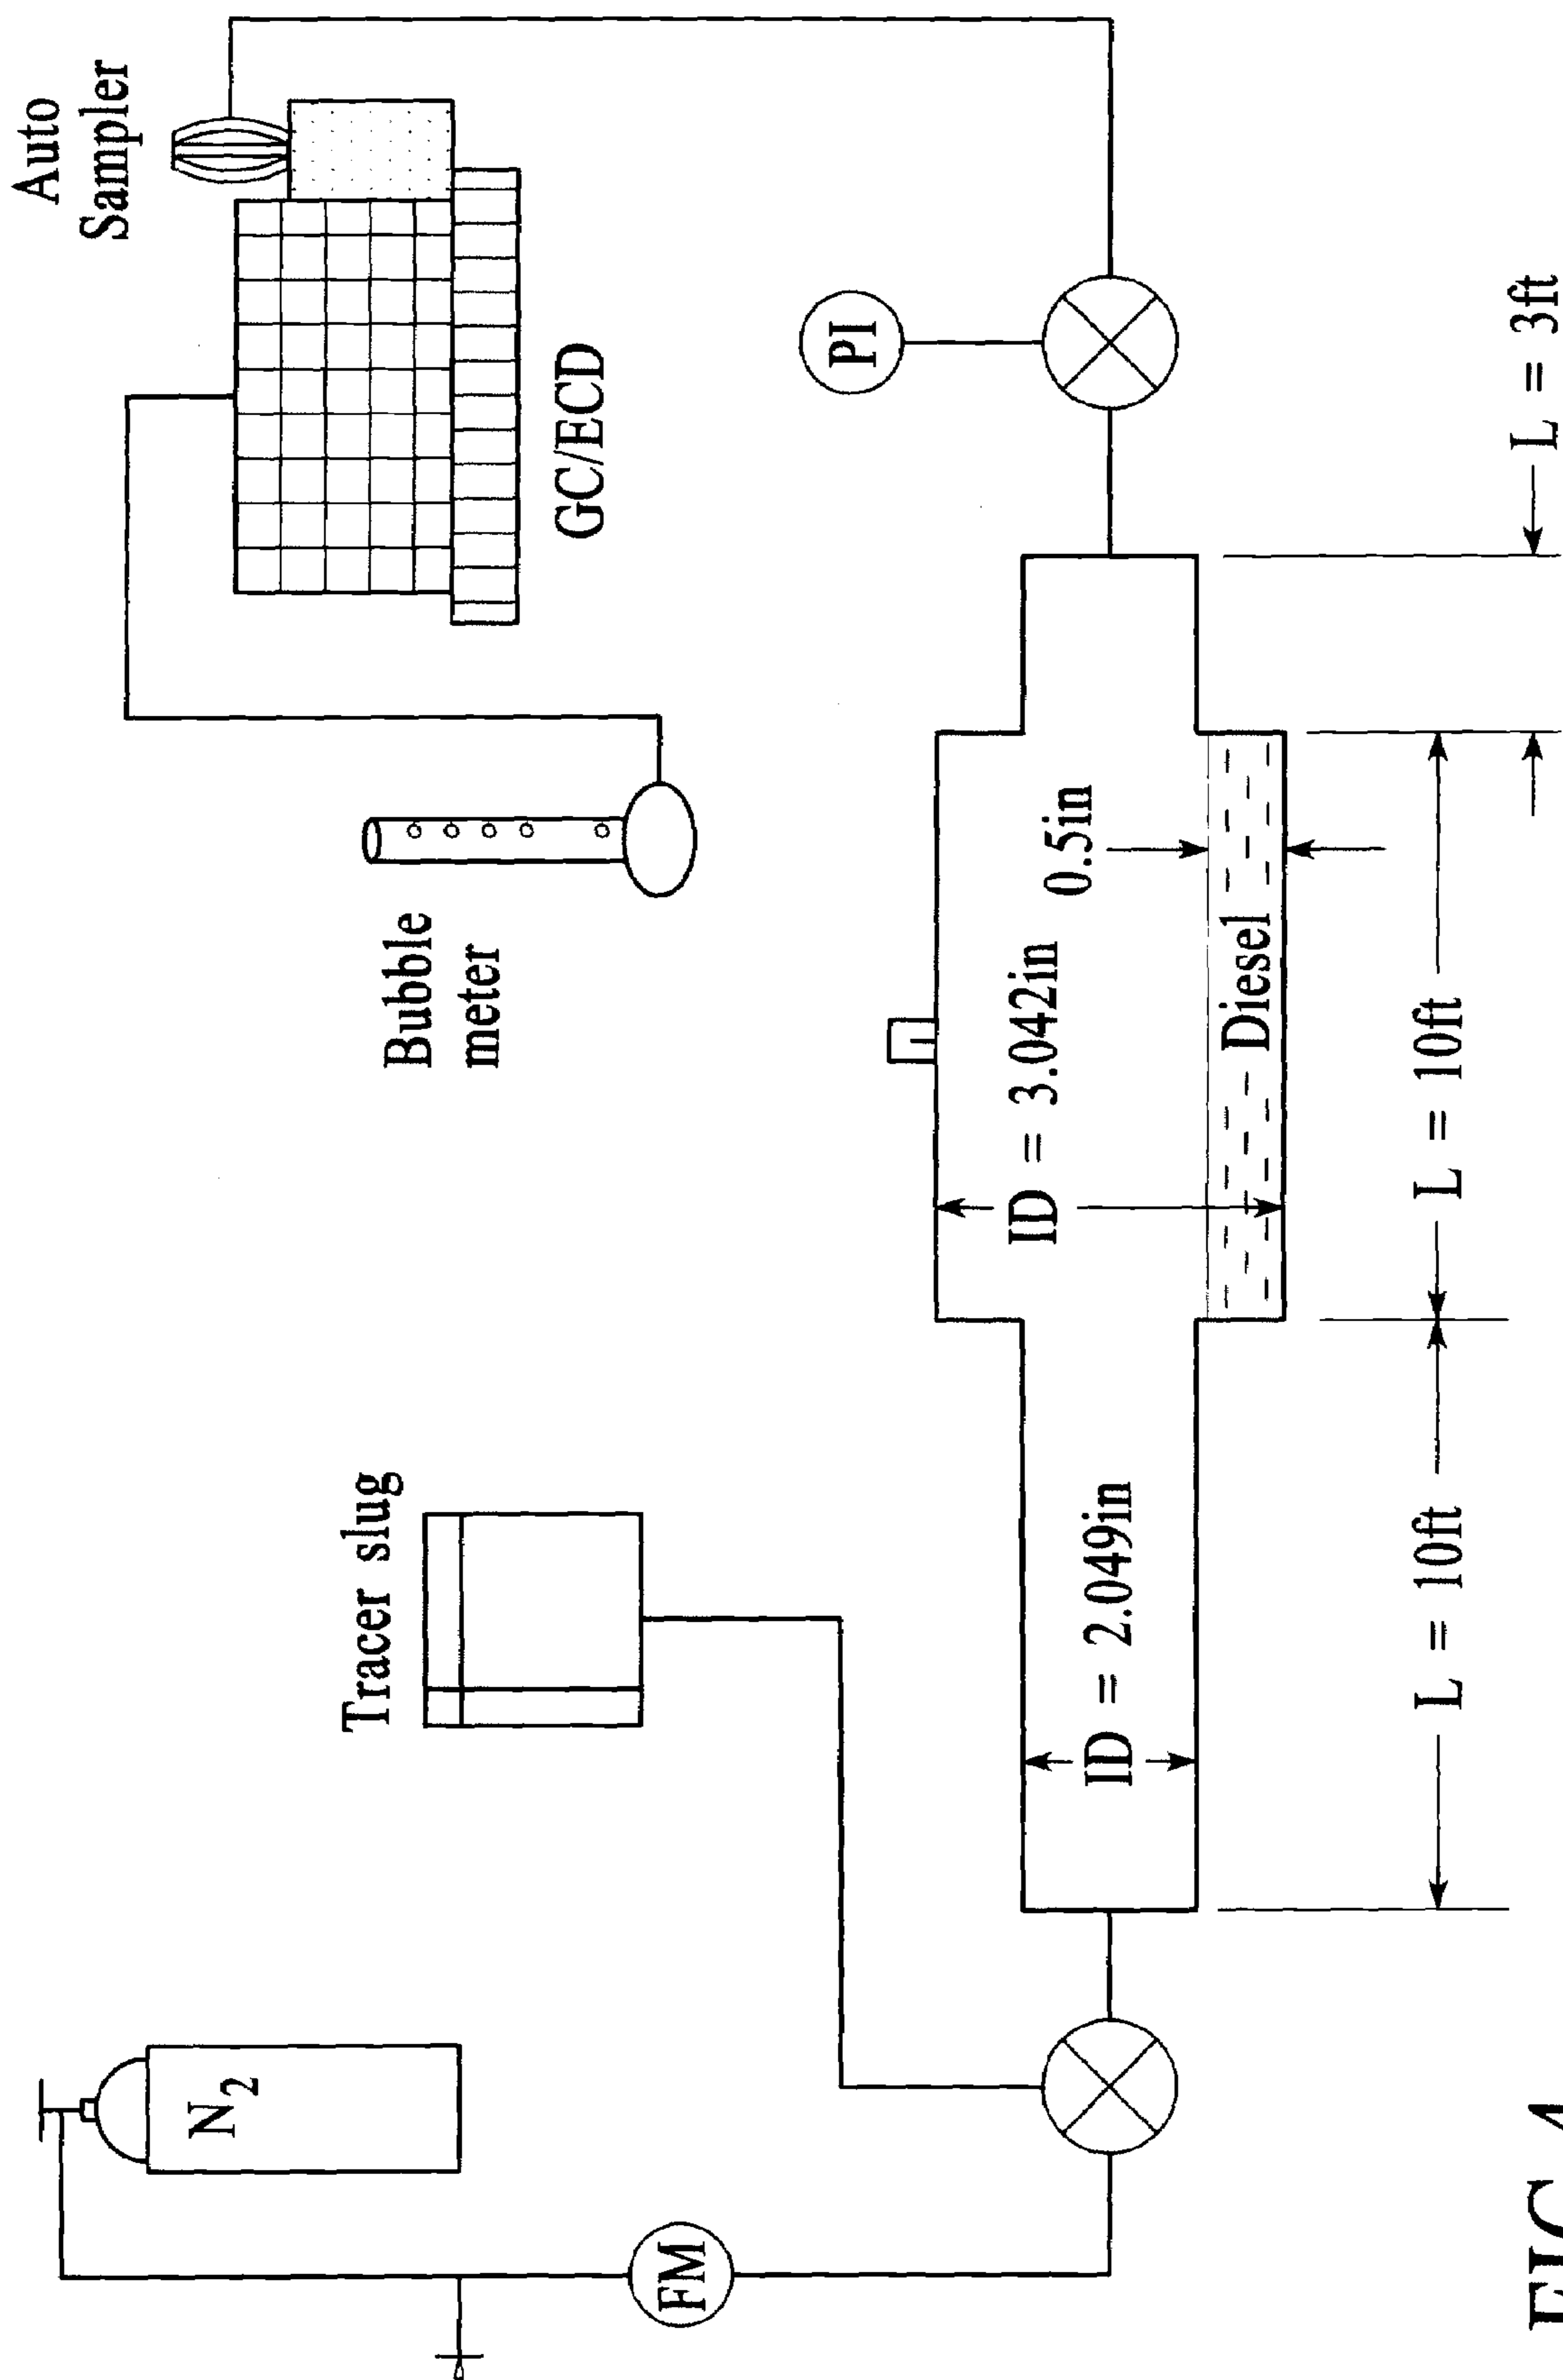 N2
FM
Tracer slug
Bubble
meter
Auto
Sampler
GC/ECD
PI
ID = 2.049in
ID = 3.042in
0.5in
Diesel
L = 10ft
L = 10ft
L = 3ft